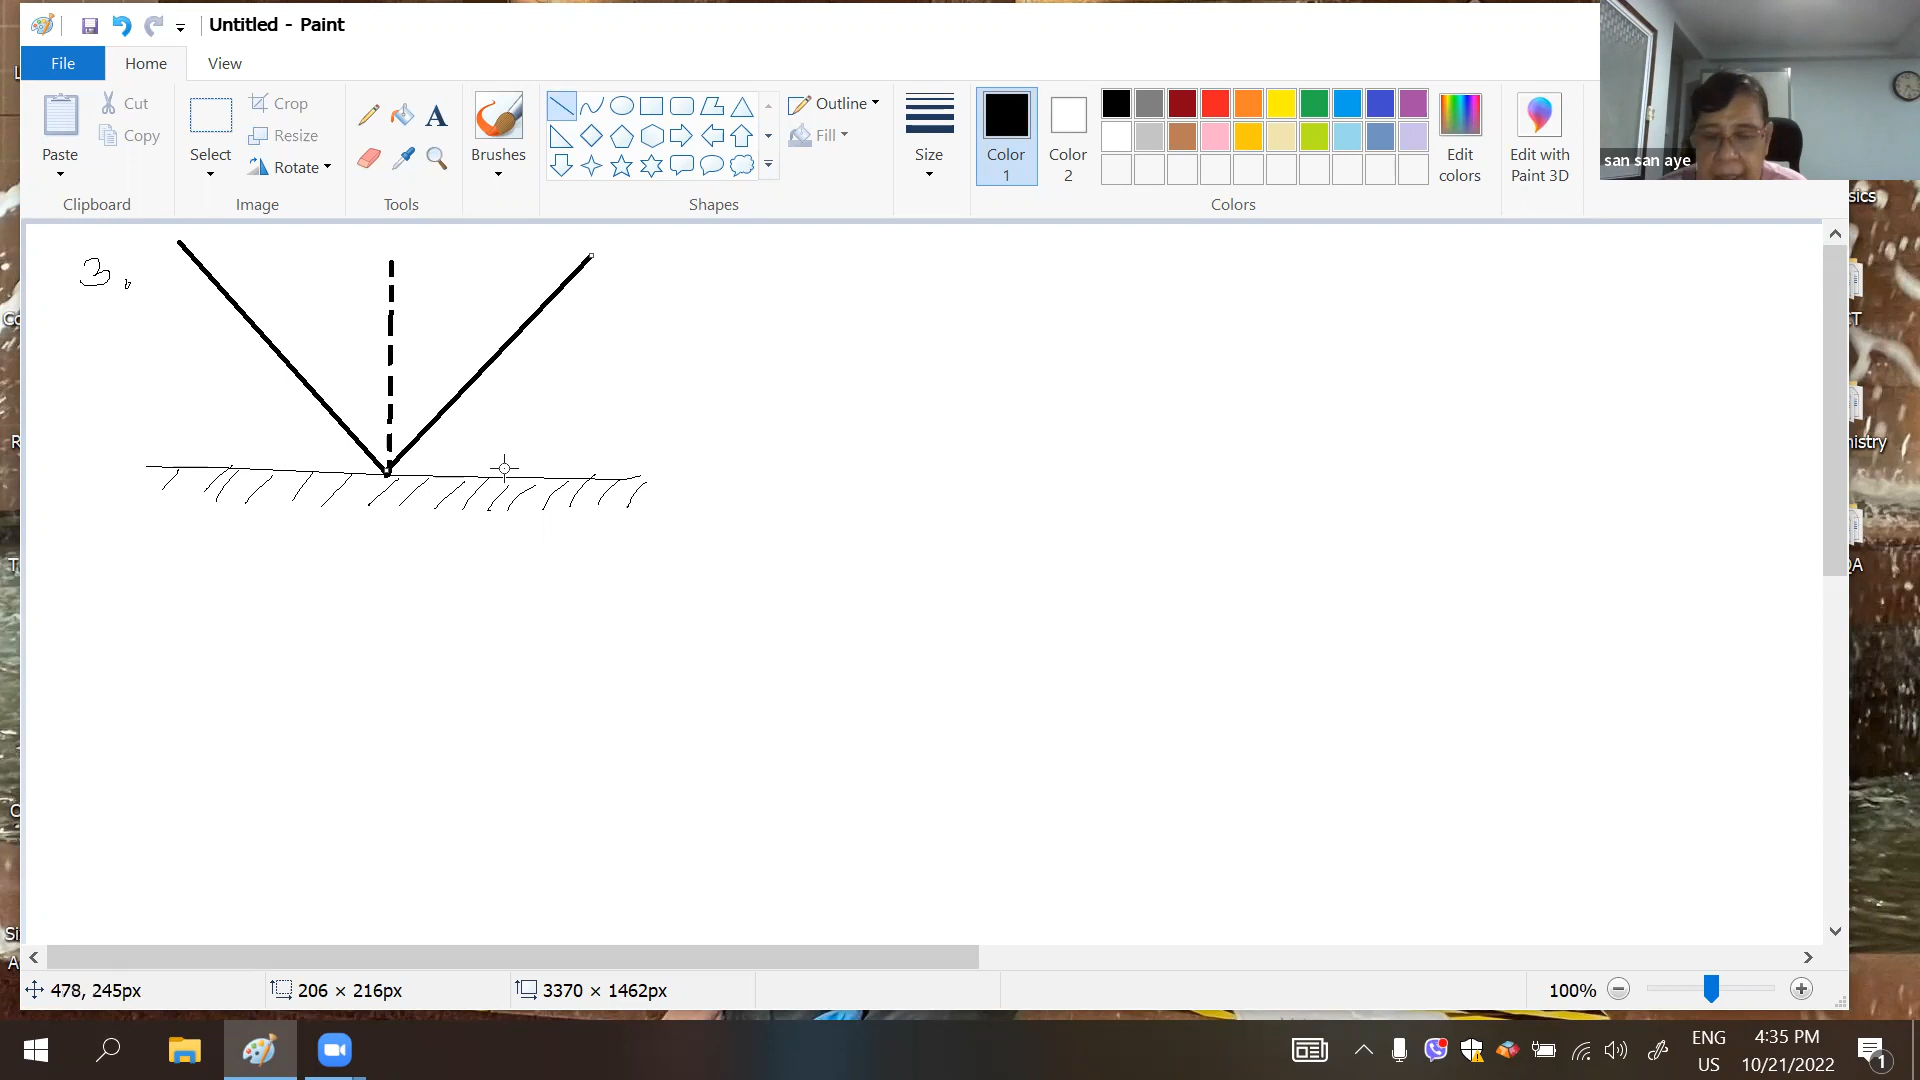 Untitled - Paint
san san aye
File Home View
Paste
Cut
Copy
Clipboard
Select
Crop
Resize
Rotate
Image
Tools
Brushes
Shapes
Outline
Fill
Size
Color 1
Color 2
Edit colors
Edit with Paint 3D
Colors
3.
478, 245px
206 × 216px
3370 × 1462px
100%
ENG
US
4:35 PM
10/21/2022
1